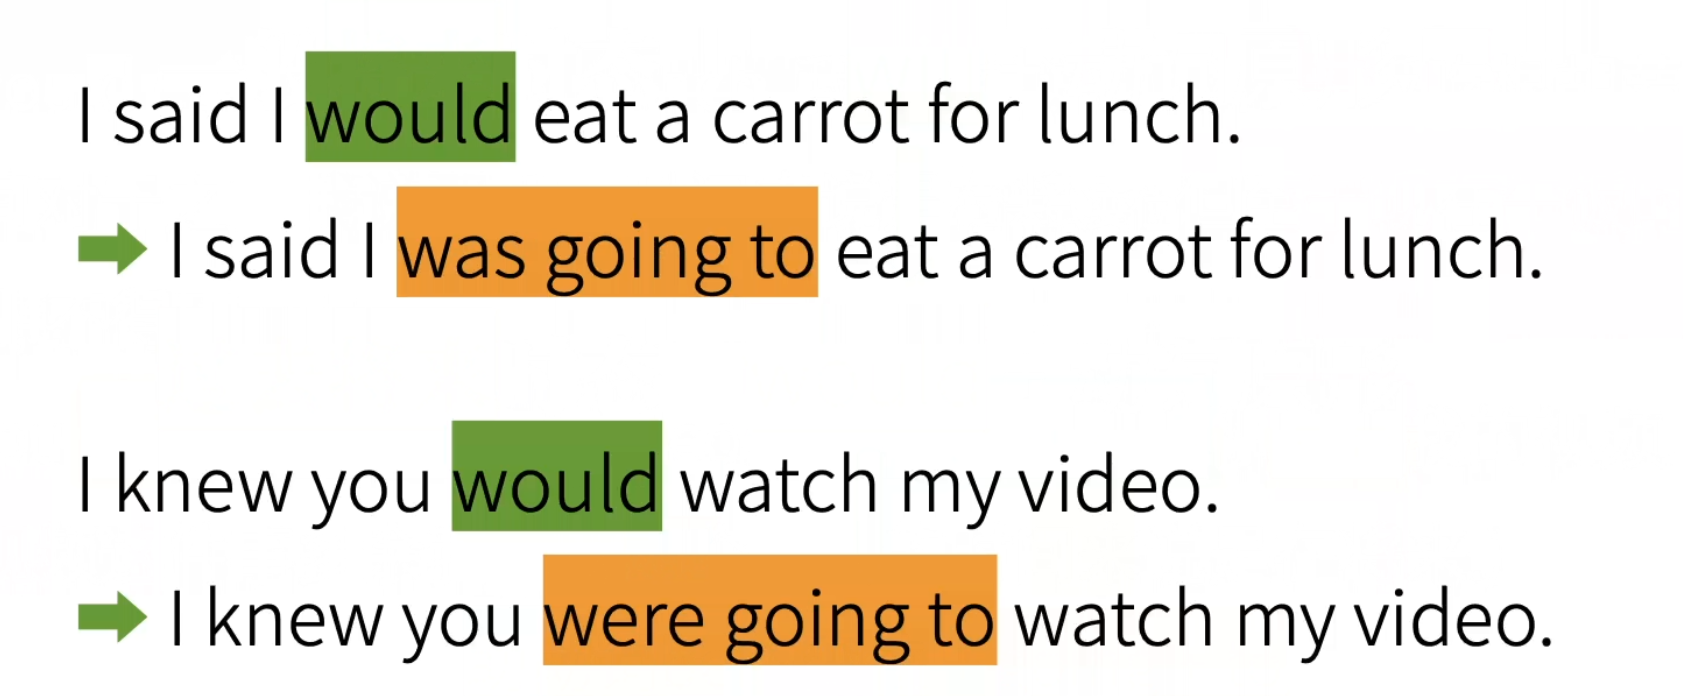 I said I would eat a carrot for lunch.
I said I was going to eat a carrot for lunch.
I knew you would watch my video.
I knew you were going to watch my video.